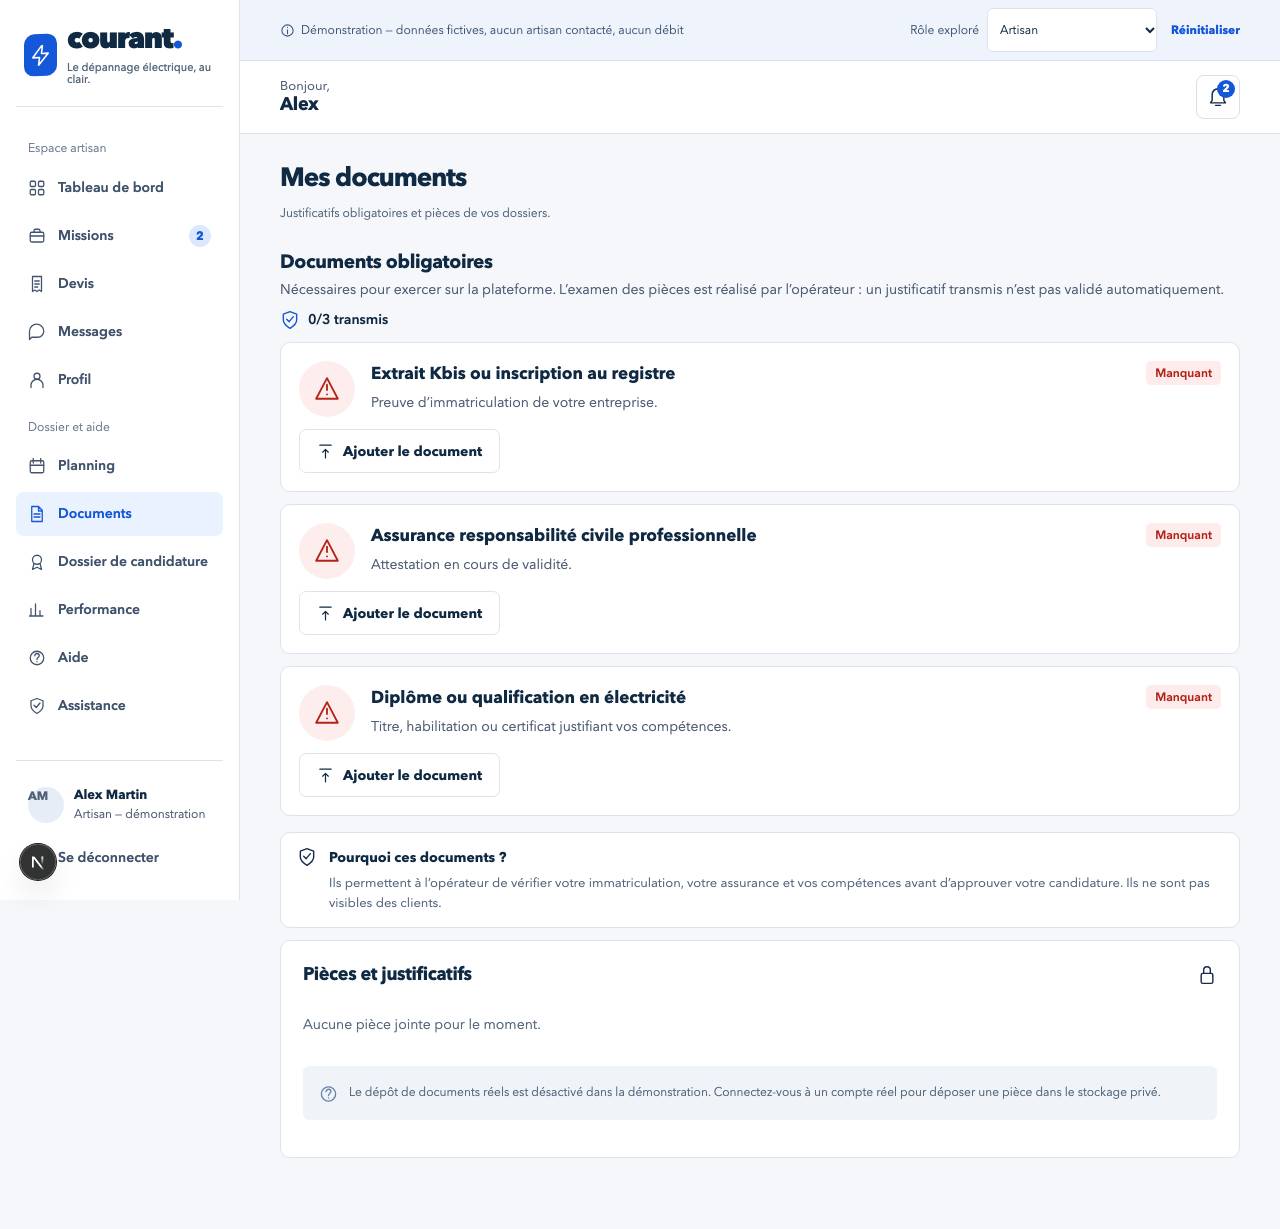 courant.
Le dépannage électrique, au
clair.
Espace artisan
Tableau de bord
Missions 2
Devis
Messages
Profil
Dossier et aide
Planning
Documents
Dossier de candidature
Performance
Aide
Assistance
AM
Alex Martin
Artisan – démonstration
N
Se déconnecter
Démonstration – données fictives, aucun artisan contacté, aucun débit
Rôle exploré
Artisan
Réinitialiser
Bonjour,
Alex
2
Mes documents
Justificatifs obligatoires et pièces de vos dossiers.
Documents obligatoires
Nécessaires pour exercer sur la plateforme. L’examen des pièces est réalisé par l’opérateur : un justificatif transmis n’est pas validé automatiquement.
0/3 transmis
Extrait Kbis ou inscription au registre
Manquant
Preuve d’immatriculation de votre entreprise.
Ajouter le document
Assurance responsabilité civile professionnelle
Manquant
Attestation en cours de validité.
Ajouter le document
Diplôme ou qualification en électricité
Manquant
Titre, habilitation ou certificat justifiant vos compétences.
Ajouter le document
Pourquoi ces documents ?
Ils permettent à l’opérateur de vérifier votre immatriculation, votre assurance et vos compétences avant d’approuver votre candidature. Ils ne sont pas
visibles des clients.
Pièces et justificatifs
Aucune pièce jointe pour le moment.
Le dépôt de documents réels est désactivé dans la démonstration. Connectez-vous à un compte réel pour déposer une pièce dans le stockage privé.